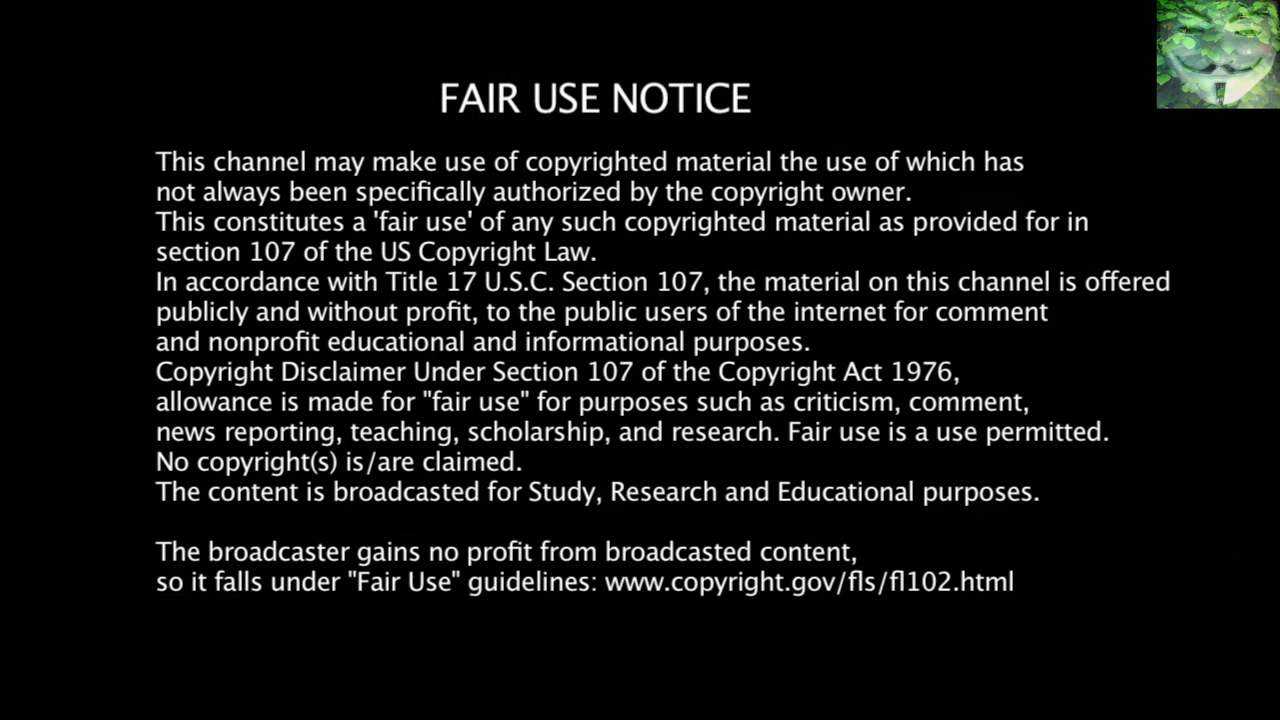 FAIR USE NOTICE
This channel may make use of copyrighted material the use of which has
not always been specifically authorized by the copyright owner.
This constitutes a 'fair use' of any such copyrighted material as provided for in
section 107 of the US Copyright Law.
In accordance with Title 17 U.S.C. Section 107, the material on this channel is offered
publicly and without profit, to the public users of the internet for comment
and nonprofit educational and informational purposes.
Copyright Disclaimer Under Section 107 of the Copyright Act 1976,
allowance is made for "fair use" for purposes such as criticism, comment,
news reporting, teaching, scholarship, and research. Fair use is a use permitted.
No copyright(s) is/are claimed.
The content is broadcasted for Study, Research and Educational purposes.
The broadcaster gains no profit from broadcasted content,
so it falls under "Fair Use" guidelines: www.copyright.gov/fls/fl102.html